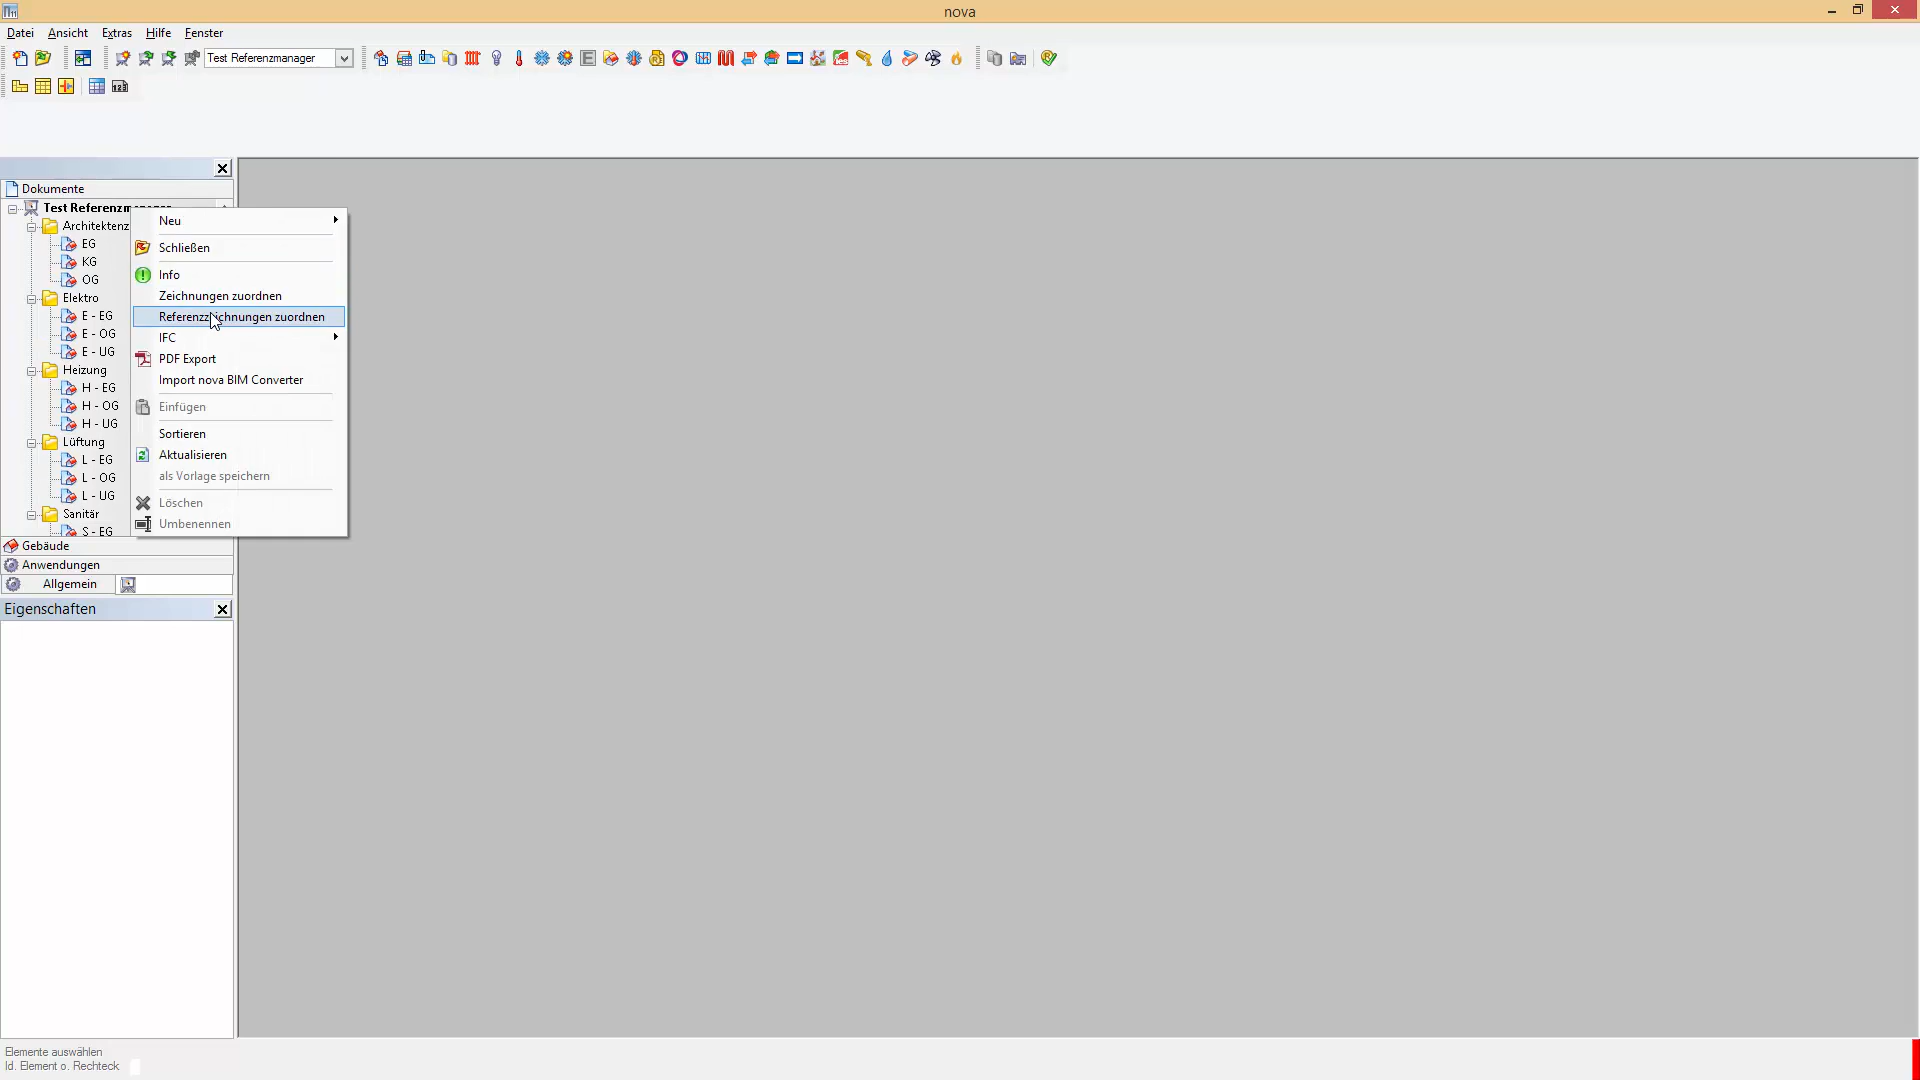 nova
Datei Ansicht Extras Hilfe Fenster
Test Referenzmanager
Dokumente
Test Referenzmanager
Architektenz
EG
KG
OG
Elektro
E - EG
E - OG
E - UG
Heizung
H - EG
H - OG
H - UG
Lüftung
L - EG
L - OG
L - UG
Sanitär
S - EG
Neu
Schließen
Info
Zeichnungen zuordnen
Referenzzeichnungen zuordnen
IFC
PDF Export
Import nova BIM Converter
Einfügen
Sortieren
Aktualisieren
als Vorlage speichern
Löschen
Umbenennen
Gebäude
Anwendungen
Allgemein
Eigenschaften
Elemente auswählen
Id. Element o. Rechteck